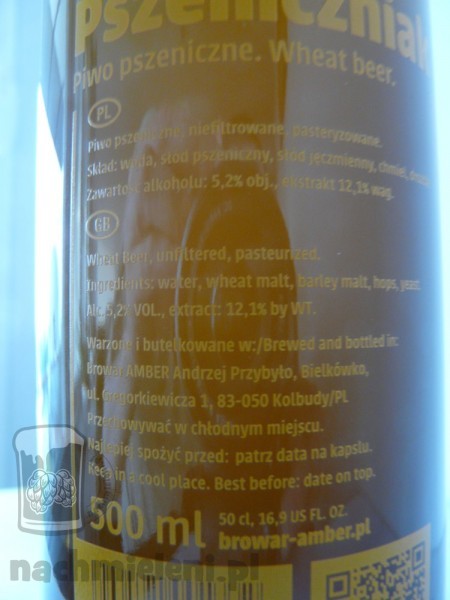 Pszeniczniak
Piwo pszeniczne. Wheat beer.
PL
Piwo pszeniczne, niefiltrowane, pasteryzowane.
Skład: woda, słód pszeniczny, słód jęczmienny, chmiel,
Zawartość alkoholu: 5,2% obj., ekstrakt 12,1% wag.
GB
Wheat Beer, unfiltered, pasteurized.
Ingredients: water, wheat malt, barley malt, hops, yeast.
Alc. 5,2% VOL., extract: 12,1% by WT.
Warzone i butelkowane w:/Brewed and bottled in:
Browar AMBER Andrzej Przybyło, Bielkówko,
ul. Gregorkiewicza 1, 83-050 Kolbudy/PL
Przechowywać w chłodnym miejscu.
Najlepiej spożyć przed: patrz data na kapslu.
Keep in a cool place. Best before: date on top.
500 ml
50 cl, 16,9 US FL. OZ.
browar-amber.pl
nachmieleni.pl